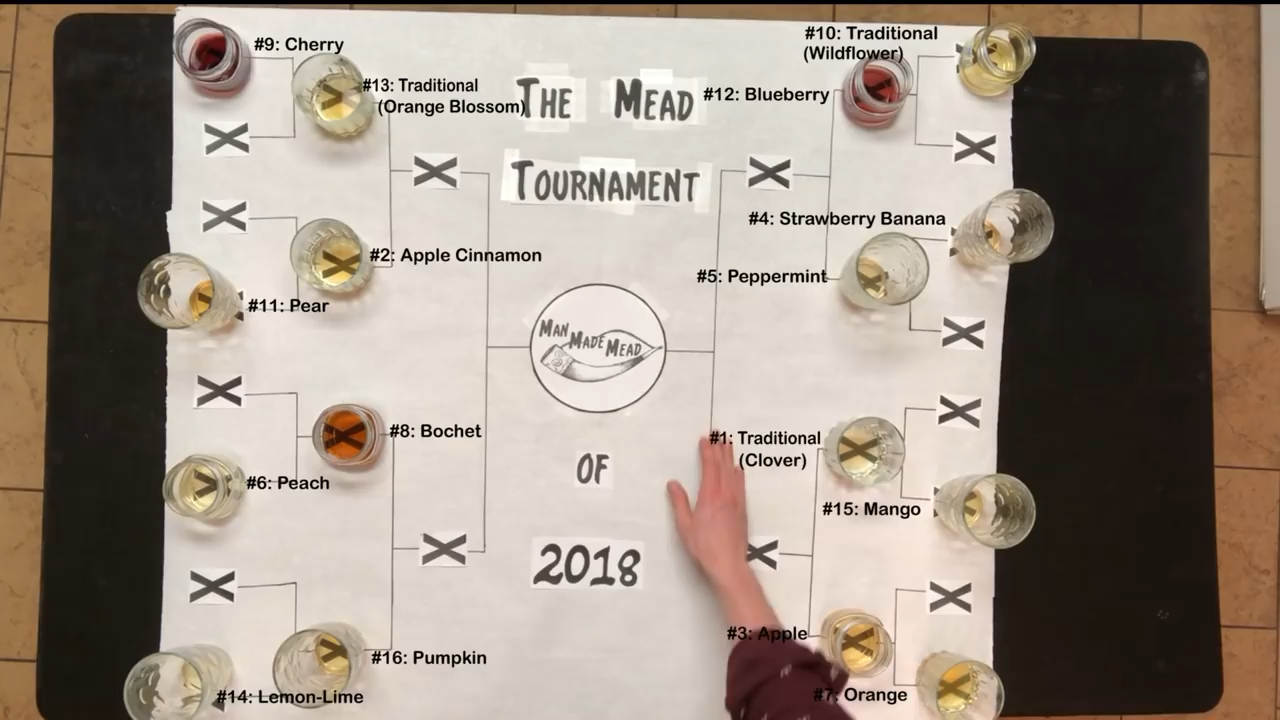 #9: Cherry
#13: Traditional
(Orange Blossom)
THE MEAD
TOURNAMENT
#12: Blueberry
#10: Traditional
(Wildflower)
#2: Apple Cinnamon
#11: Pear
#4: Strawberry Banana
#5: Peppermint
MAN
MADE
MEAD
#8: Bochet
#6: Peach
#1: Traditional
(Clover)
#15: Mango
OF
2018
#16: Pumpkin
#14: Lemon-Lime
#3: Apple
#7: Orange
X
X
X
X
X
X
X
X
X
X
X
X